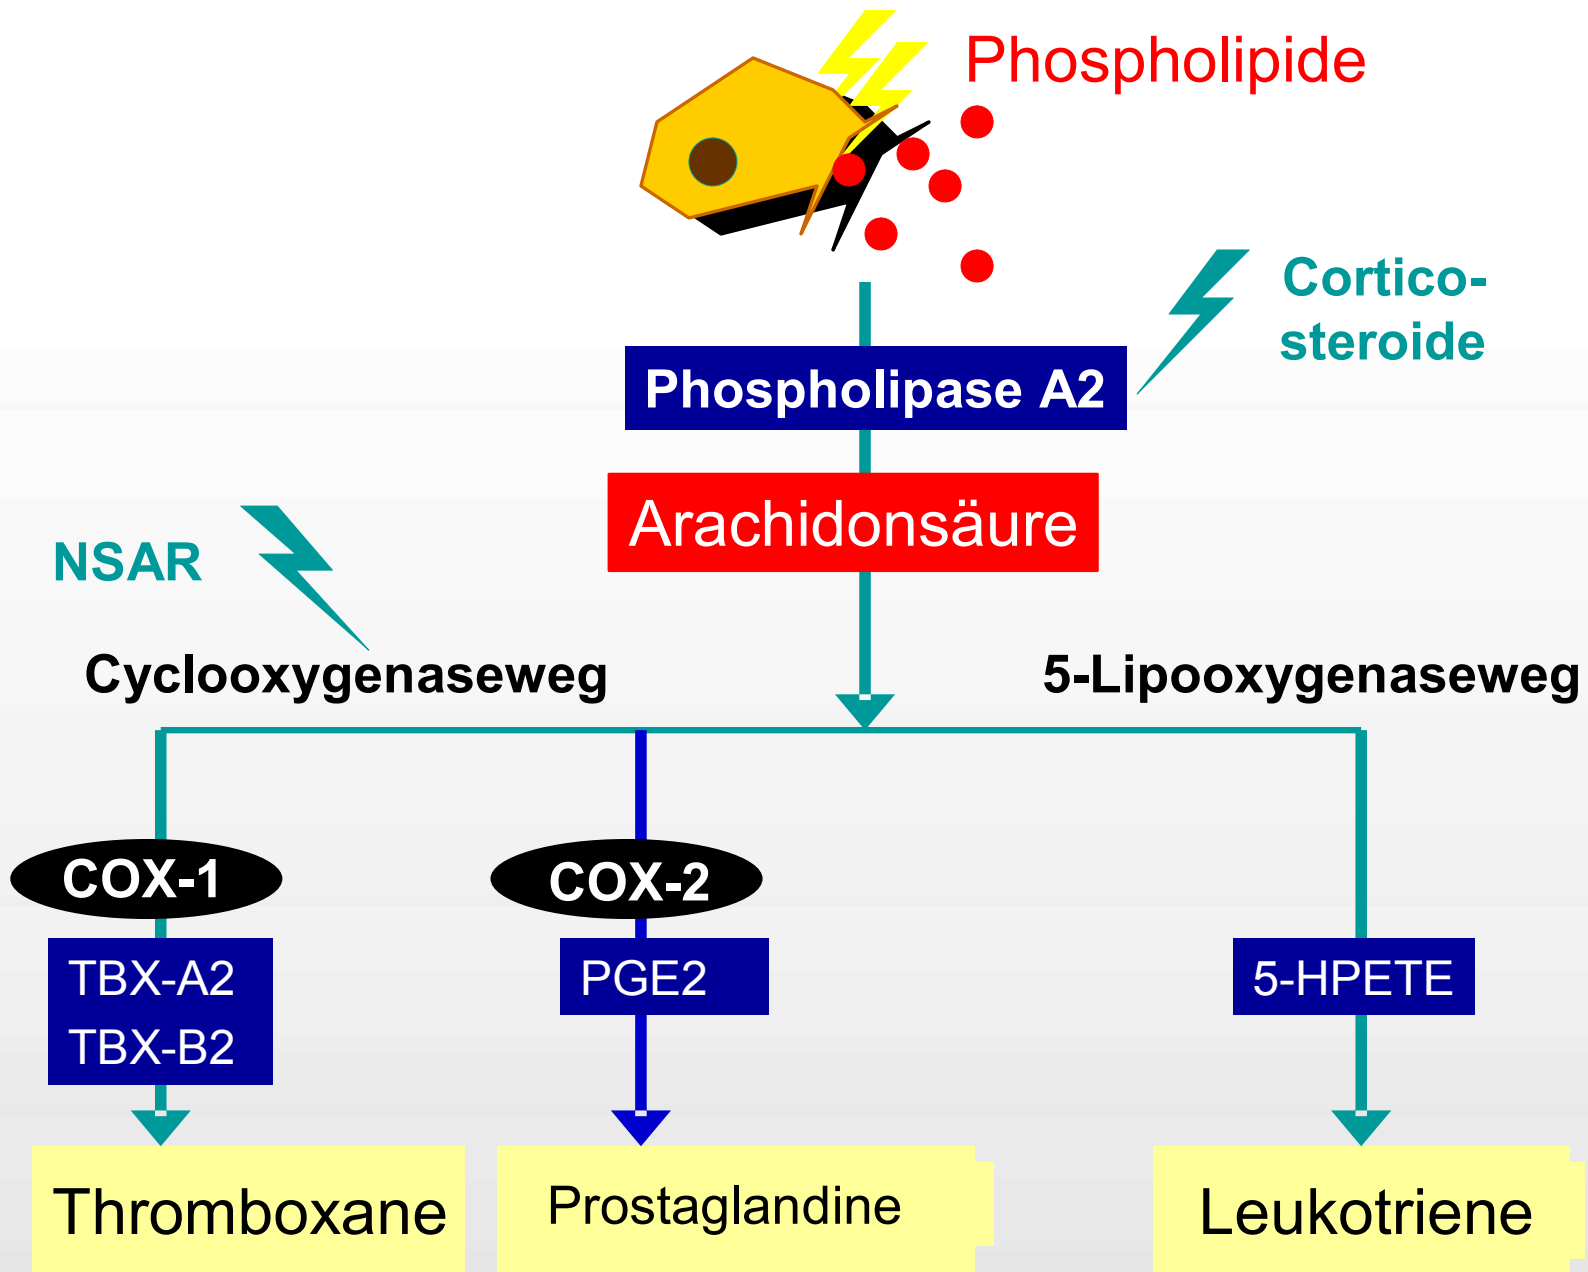 Phospholipide
Cortico-
steroide
Phospholipase A2
Arachidonsäure
NSAR
Cyclooxygenaseweg
5-Lipooxygenaseweg
COX-1
COX-2
TBX-A2
TBX-B2
PGE2
5-HPETE
Thromboxane
Prostaglandine
Leukotriene